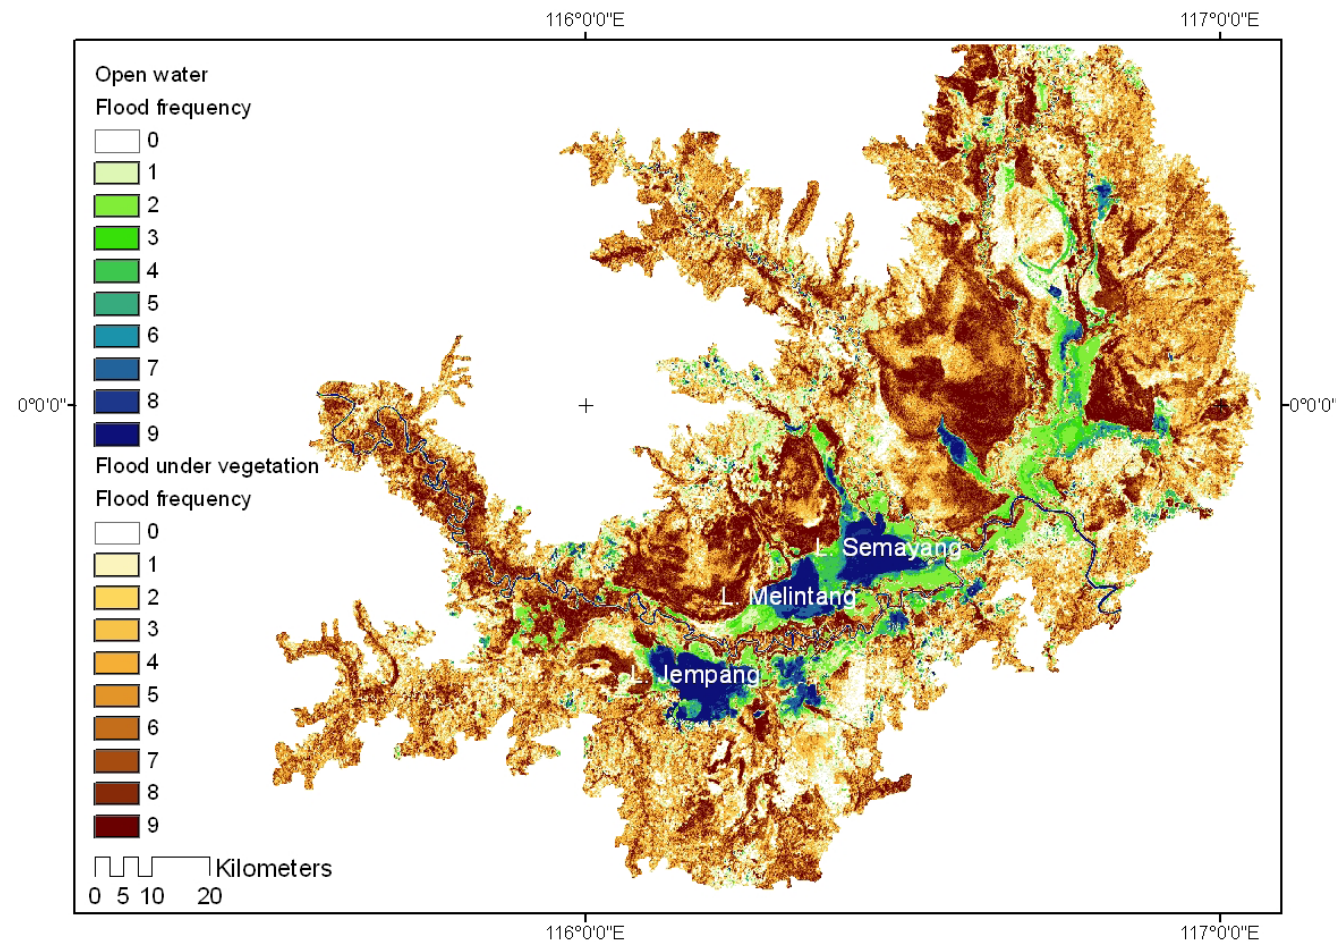 116°0'0"E 117°0'0"E
Open water
Flood frequency
0
1
2
3
4
5
6
7
8
9
Flood under vegetation
Flood frequency
0
1
2
3
4
5
6
7
8
9
Kilometers
0 5 10 20
0°0'0" 0°0'0"
L. Semayang
L. Melintang
L. Jempang
116°0'0"E 117°0'0"E